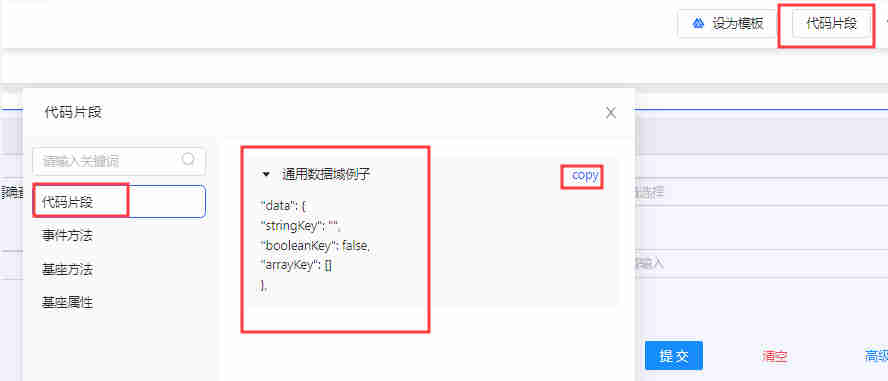 设为模板
代码片段
代码片段
请输入关键词
代码片段
事件方法
基座方法
基座属性
通用数据域例子
copy
"data": {
"stringKey": "",
"booleanKey": false,
"arrayKey": []
},
选择
输入
提交
清空
高级